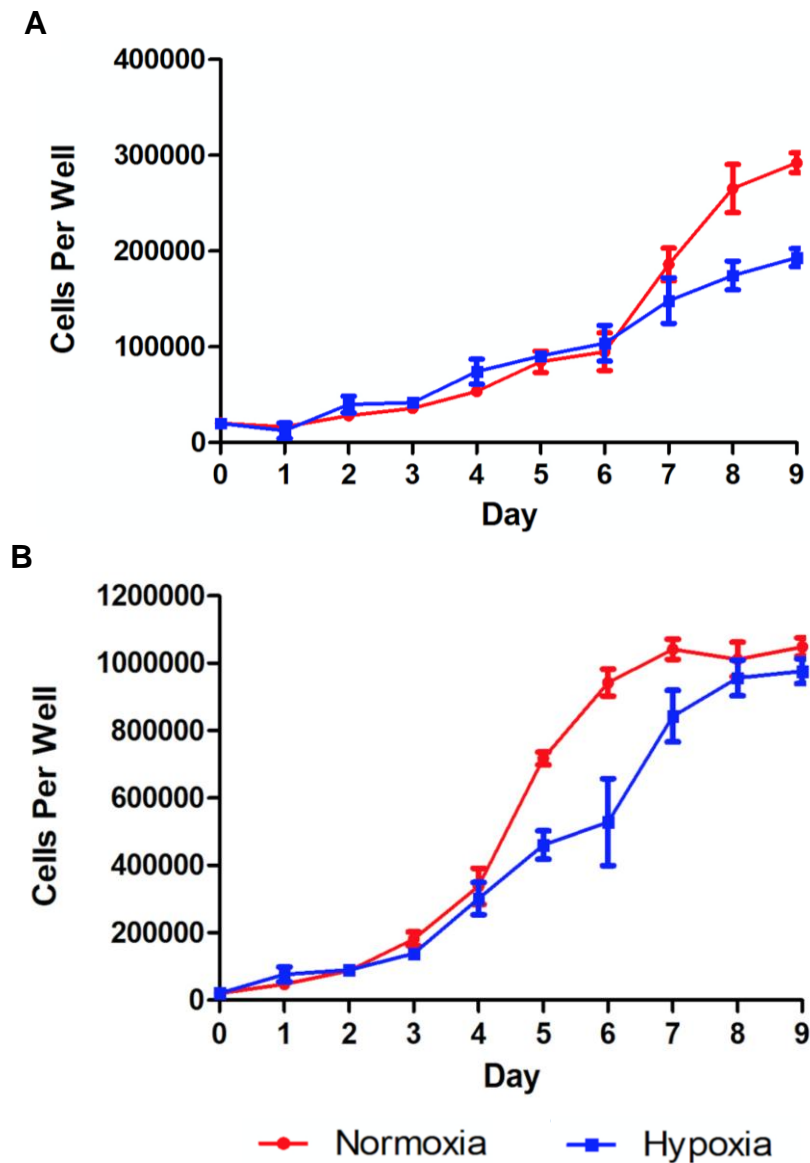 A
400000
300000
200000
100000
0
Cells Per Well
0 1 2 3 4 5 6 7 8 9
Day
B
1200000
1000000
800000
600000
400000
200000
0
Cells Per Well
0 1 2 3 4 5 6 7 8 9
Day
Normoxia Hypoxia